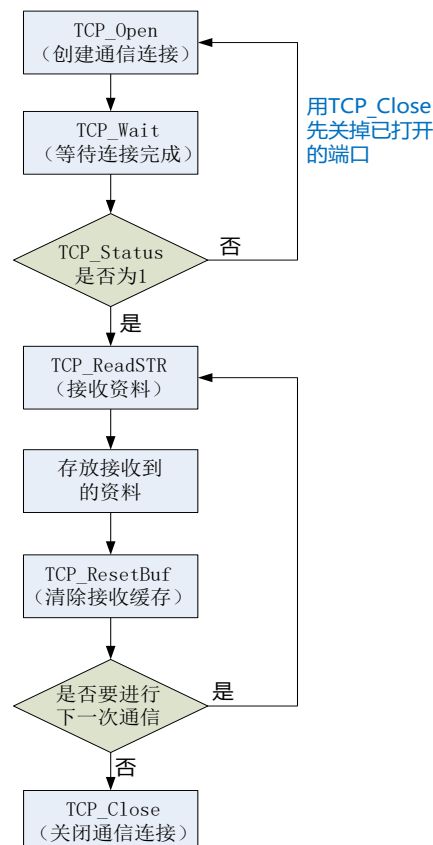 TCP_Open
（创建通信连接）
用TCP_Close
先关掉已打开
的端口
TCP_Wait
（等待连接完成）
TCP_Status
是否为1
否
是
TCP_ReadSTR
（接收资料）
存放接收到
的资料
TCP_ResetBuf
（清除接收缓存）
是否要进行
下一次通信
是
否
TCP_Close
（关闭通信连接）